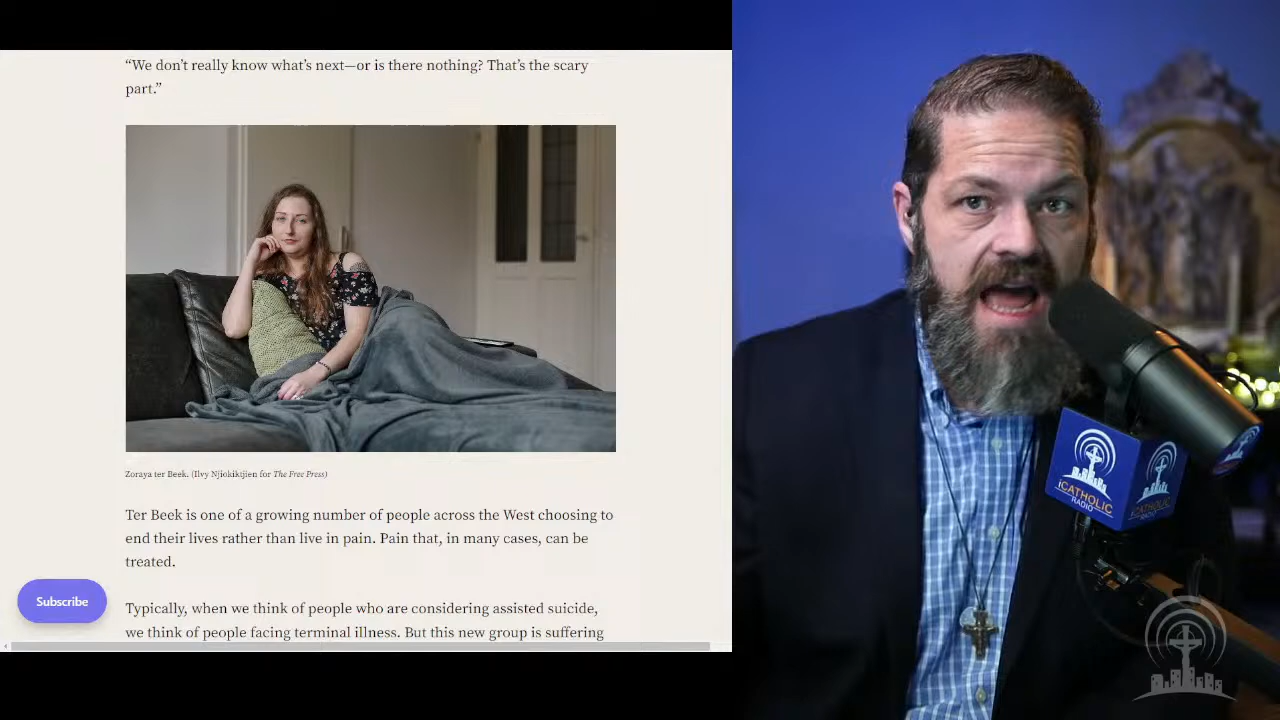 “We don’t really know what’s next—or is there nothing? That’s the scary
part.”
Zoraya ter Beek. (Ilvy Njiokiktjien for The Free Press)
Ter Beek is one of a growing number of people across the West choosing to
end their lives rather than live in pain. Pain that, in many cases, can be
treated.
Subscribe
Typically, when we think of people who are considering assisted suicide,
we think of people facing terminal illness. But this new group is suffering
iCATHOLIC
RADIO
iCATHOLIC
RADIO